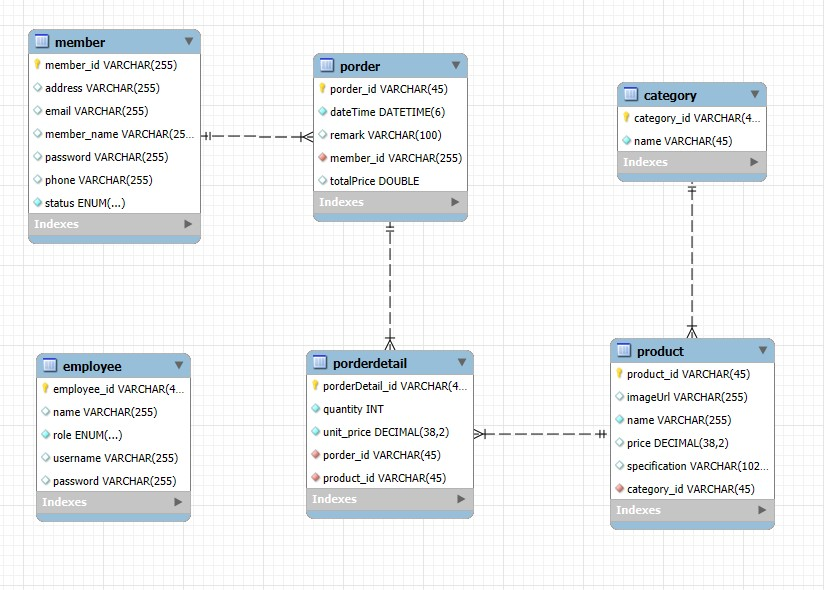 member
member_id VARCHAR(255)
address VARCHAR(255)
email VARCHAR(255)
member_name VARCHAR(25...
password VARCHAR(255)
phone VARCHAR(255)
status ENUM(...)
Indexes
porder
porder_id VARCHAR(45)
dateTime DATETIME(6)
remark VARCHAR(100)
member_id VARCHAR(255)
totalPrice DOUBLE
Indexes
category
category_id VARCHAR(4...
name VARCHAR(45)
Indexes
employee
employee_id VARCHAR(4...
name VARCHAR(255)
role ENUM(...)
username VARCHAR(255)
password VARCHAR(255)
Indexes
porderdetail
porderDetail_id VARCHAR(4...
quantity INT
unit_price DECIMAL(38,2)
porder_id VARCHAR(45)
product_id VARCHAR(45)
Indexes
product
product_id VARCHAR(45)
imageUrl VARCHAR(255)
name VARCHAR(255)
price DECIMAL(38,2)
specification VARCHAR(102...
category_id VARCHAR(45)
Indexes